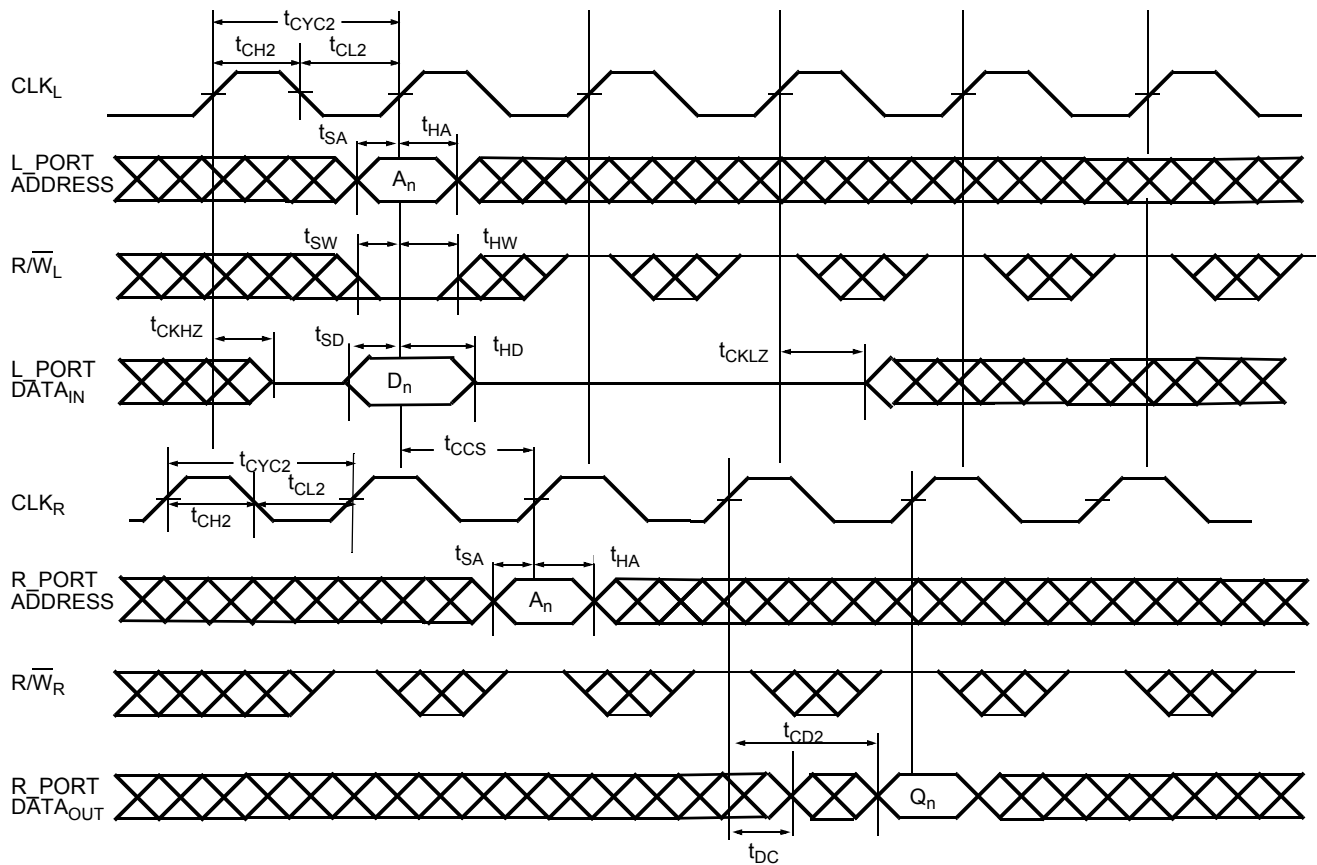 tCYC2
tCH2
tCL2
CLKL
tSA
tHA
L_PORT
ADDRESS
An
tSW
tHW
R/W̅L
tCKHZ
tSD
tHD
tCKLZ
L_PORT
DATAIN
Dn
tCCS
tCYC2
tCL2
CLKR
tCH2
tSA
tHA
R_PORT
ADDRESS
An
R/W̅R
tCD2
R_PORT
DATAOUT
Qn
tDC